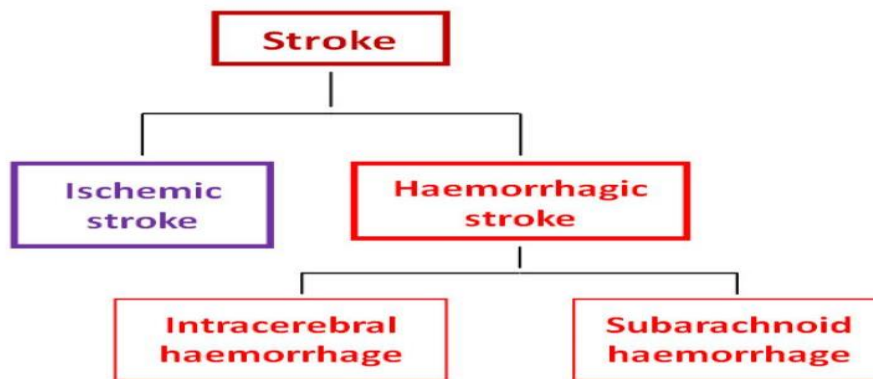 Stroke
Ischemic
stroke
Haemorrhagic
stroke
Intracerebral
haemorrhage
Subarachnoid
haemorrhage